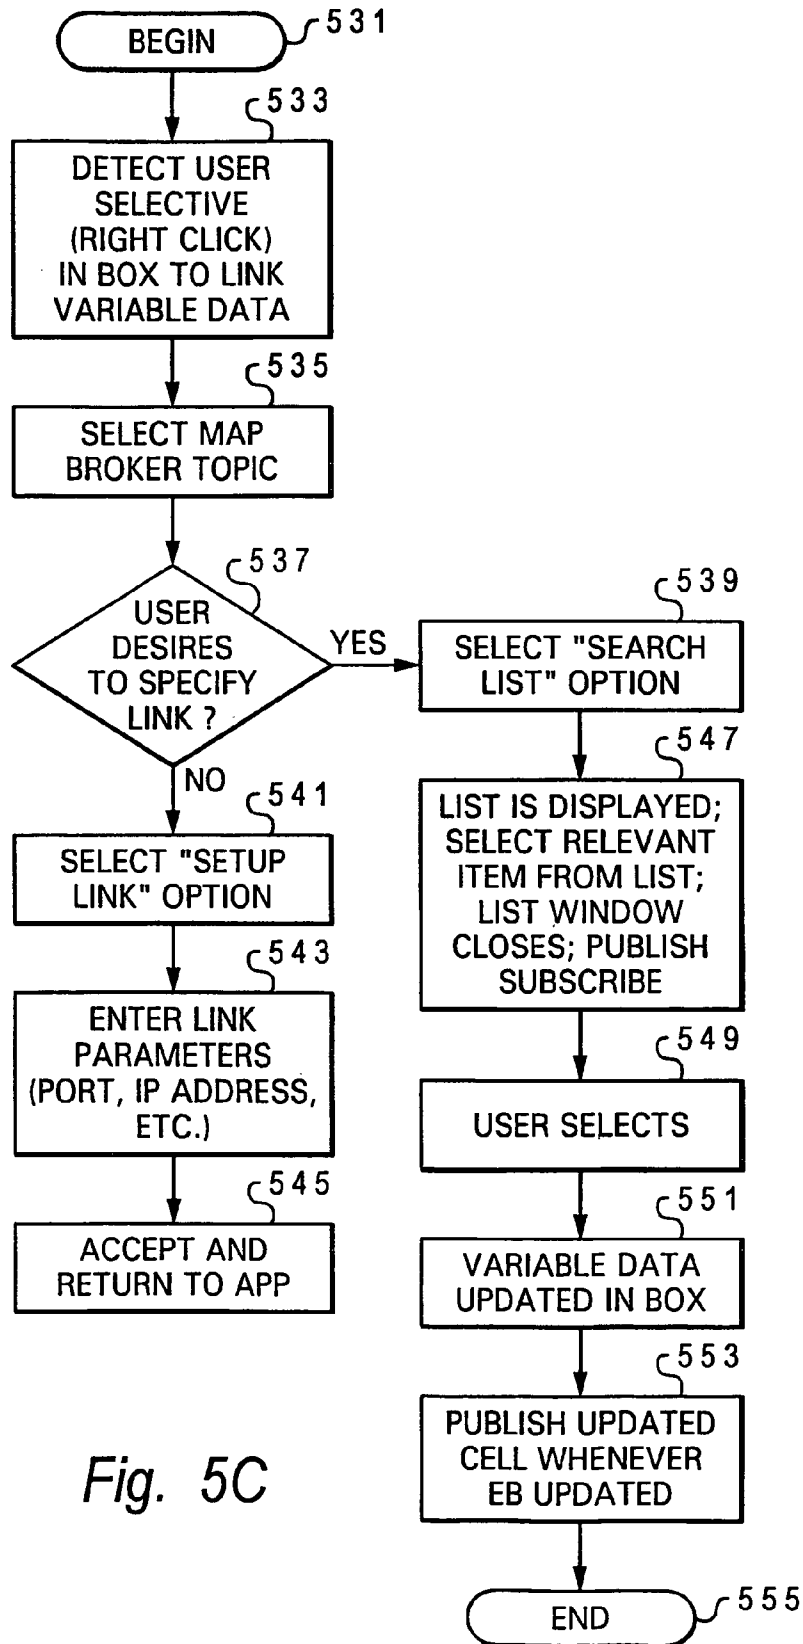 BEGIN
531
533
DETECT USER
SELECTIVE
(RIGHT CLICK)
IN BOX TO LINK
VARIABLE DATA
535
SELECT MAP
BROKER TOPIC
537
USER
DESIRES
TO SPECIFY
LINK ?
YES
NO
539
SELECT "SEARCH
LIST" OPTION
541
SELECT "SETUP
LINK" OPTION
543
ENTER LINK
PARAMETERS
(PORT, IP ADDRESS,
ETC.)
545
ACCEPT AND
RETURN TO APP
547
LIST IS DISPLAYED;
SELECT RELEVANT
ITEM FROM LIST;
LIST WINDOW
CLOSES; PUBLISH
SUBSCRIBE
549
USER SELECTS
551
VARIABLE DATA
UPDATED IN BOX
553
PUBLISH UPDATED
CELL WHENEVER
EB UPDATED
END
555
Fig. 5C